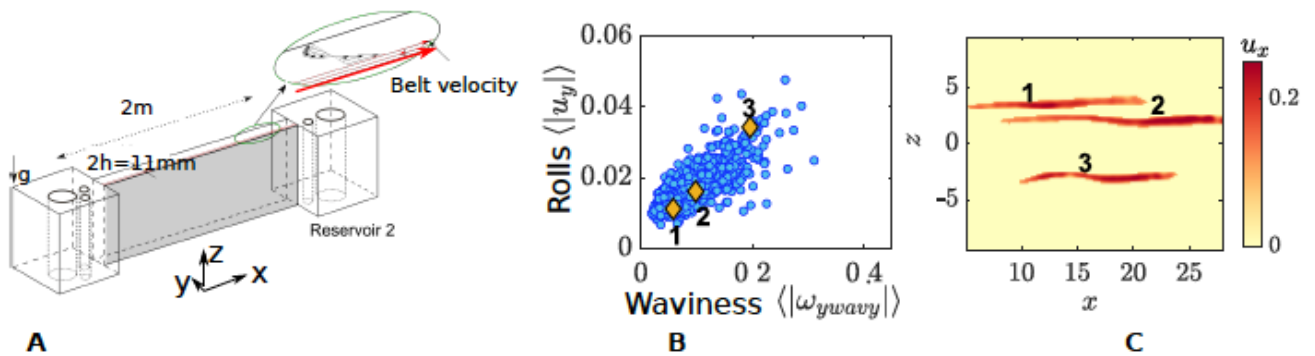 Belt velocity
2m
2h=11mm
g
Reservoir 2
z
y
x
A
0.06
0.04
0.02
0
Rolls ⟨|u_y|⟩
3
2
1
0
0 2
0.4
Waviness ⟨|ω_{ywavy}|⟩
B
5
0
-5
z
1
2
3
10
15
20
25
x
u_x
0.2
0
C